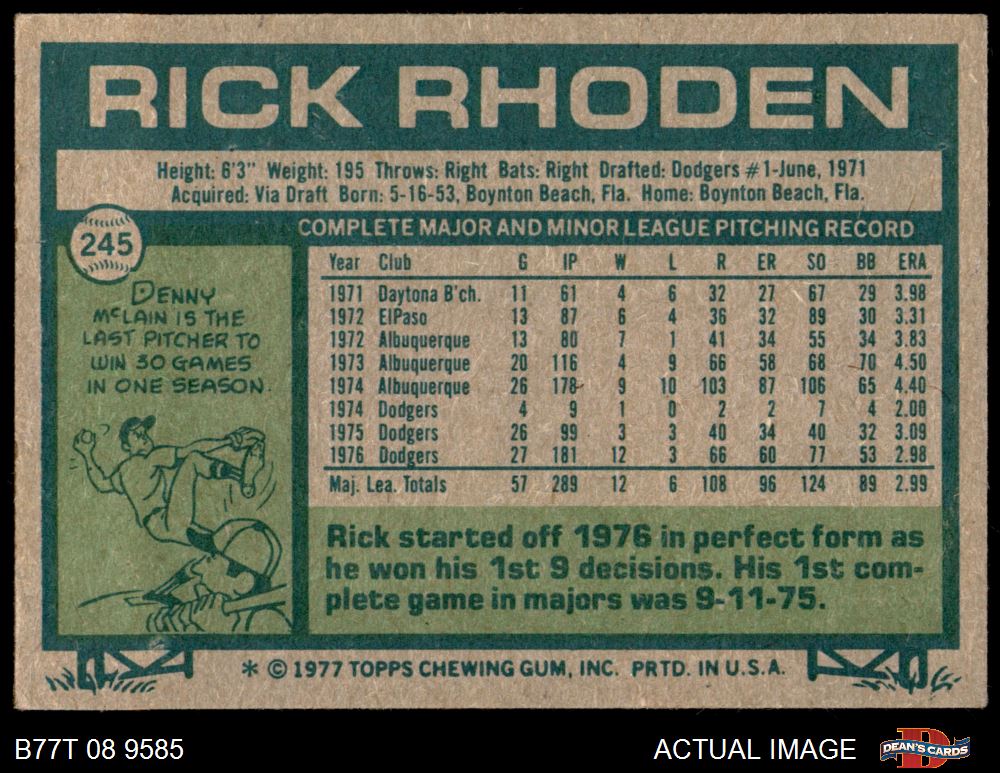 RICK RHODEN
Height: 6'3" Weight: 195 Throws: Right Bats: Right Drafted: Dodgers #1-June, 1971
Acquired: Via Draft Born: 5-16-53, Boynton Beach, Fla. Home: Boynton Beach, Fla.
245
COMPLETE MAJOR AND MINOR LEAGUE PITCHING RECORD
DENNY
McLAIN IS THE
LAST PITCHER TO
WIN 30 GAMES
IN ONE SEASON.
Year Club G IP W L R ER SO BB ERA
1971 Daytona B'ch. 11 61 4 6 32 27 67 29 3.98
1972 ElPaso 13 87 6 4 36 32 89 30 3.31
1972 Albuquerque 13 80 7 1 41 34 55 34 3.83
1973 Albuquerque 20 116 4 9 66 58 68 70 4.50
1974 Albuquerque 26 178 9 10 103 87 106 65 4.40
1974 Dodgers 4 9 1 0 2 2 7 4 2.00
1975 Dodgers 26 99 3 3 40 34 40 32 3.09
1976 Dodgers 27 181 12 3 66 60 77 53 2.98
Maj. Lea. Totals 57 289 12 6 108 96 124 89 2.99
Rick started off 1976 in perfect form as
he won his 1st 9 decisions. His 1st com-
plete game in majors was 9-11-75.
* © 1977 TOPPS CHEWING GUM, INC. PRTD. IN U.S.A.
B77T 08 9585
ACTUAL IMAGE
DEAN'S CARDS